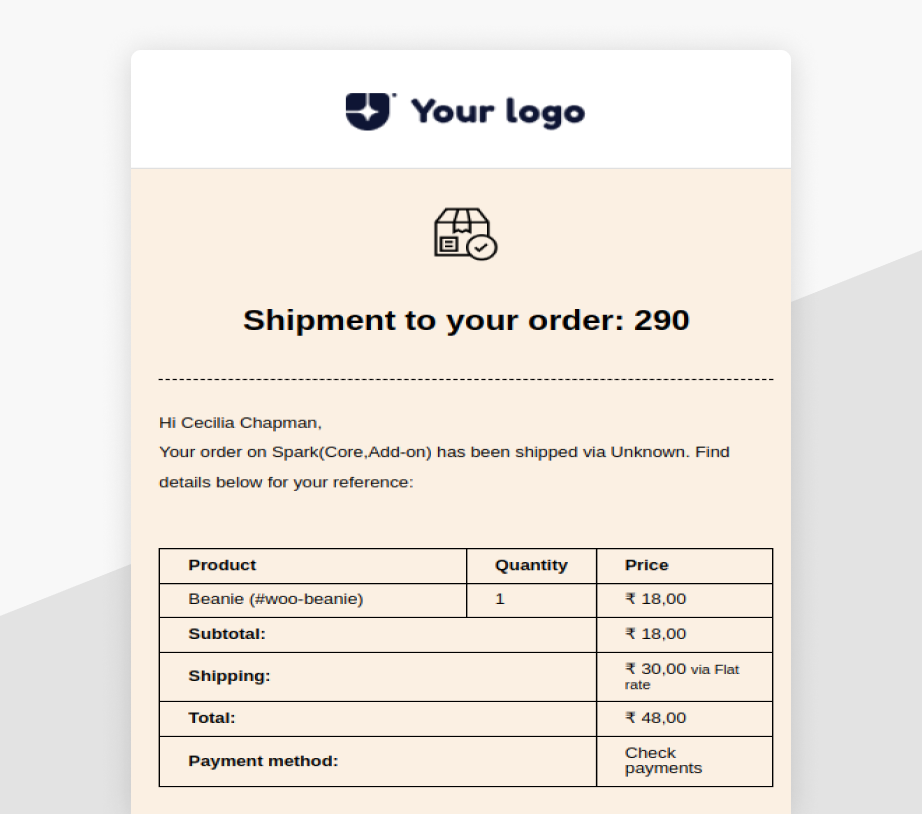 Your logo
Shipment to your order: 290
Hi Cecilia Chapman,
Your order on Spark(Core,Add-on) has been shipped via Unknown. Find
details below for your reference:
Product Quantity Price
Beanie (#woo-beanie) 1 ₹ 18,00
Subtotal: ₹ 18,00
Shipping: ₹ 30,00 via Flat
rate
Total: ₹ 48,00
Payment method: Check
payments